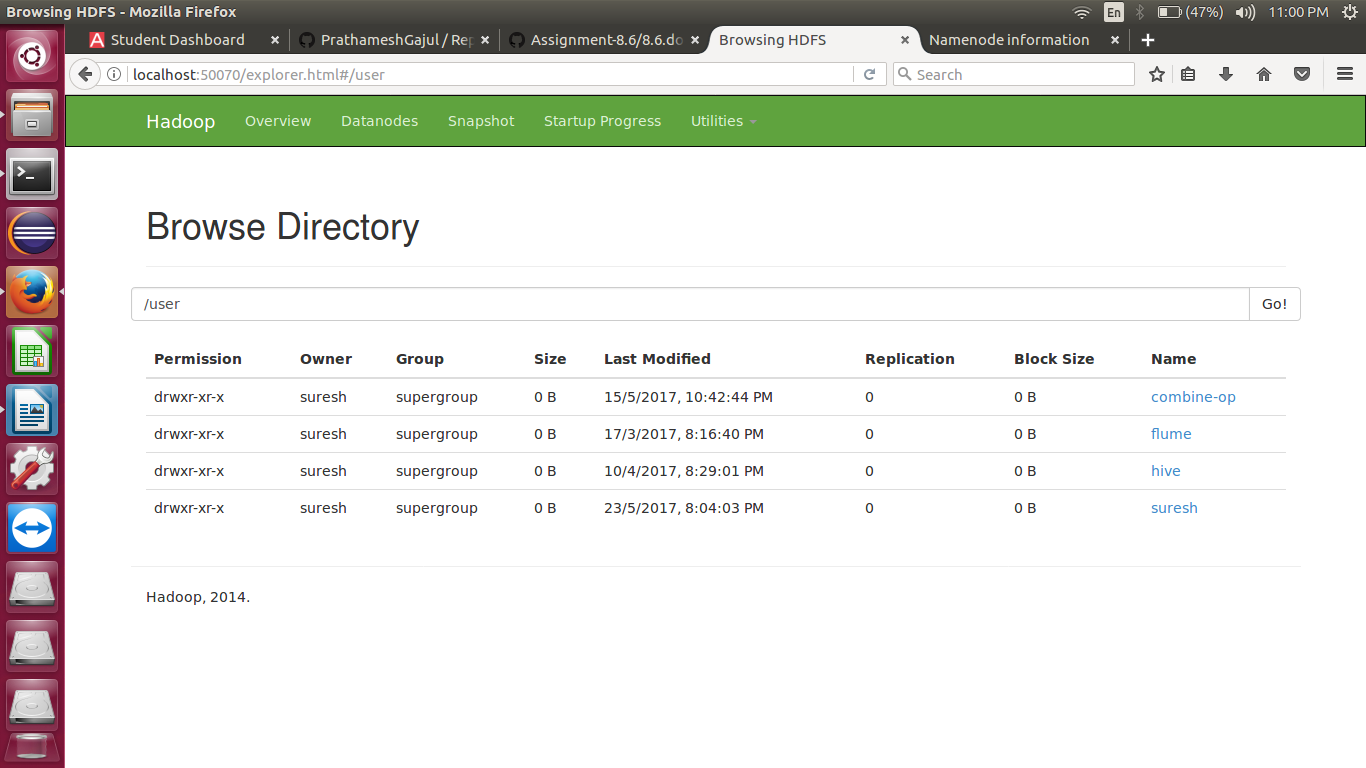 Browsing HDFS - Mozilla Firefox En (47%) 11:00 PM
Student Dashboard PrathameshGajul / Rep Assignment-8.6/8.6.do Browsing HDFS Namenode information
localhost:50070/explorer.html#/user Search
Hadoop Overview Datanodes Snapshot Startup Progress Utilities
Browse Directory
/user Go!
Permission Owner Group Size Last Modified Replication Block Size Name
drwxr-xr-x suresh supergroup 0 B 15/5/2017, 10:42:44 PM 0 0 B combine-op
drwxr-xr-x suresh supergroup 0 B 17/3/2017, 8:16:40 PM 0 0 B flume
drwxr-xr-x suresh supergroup 0 B 10/4/2017, 8:29:01 PM 0 0 B hive
drwxr-xr-x suresh supergroup 0 B 23/5/2017, 8:04:03 PM 0 0 B suresh
Hadoop, 2014.